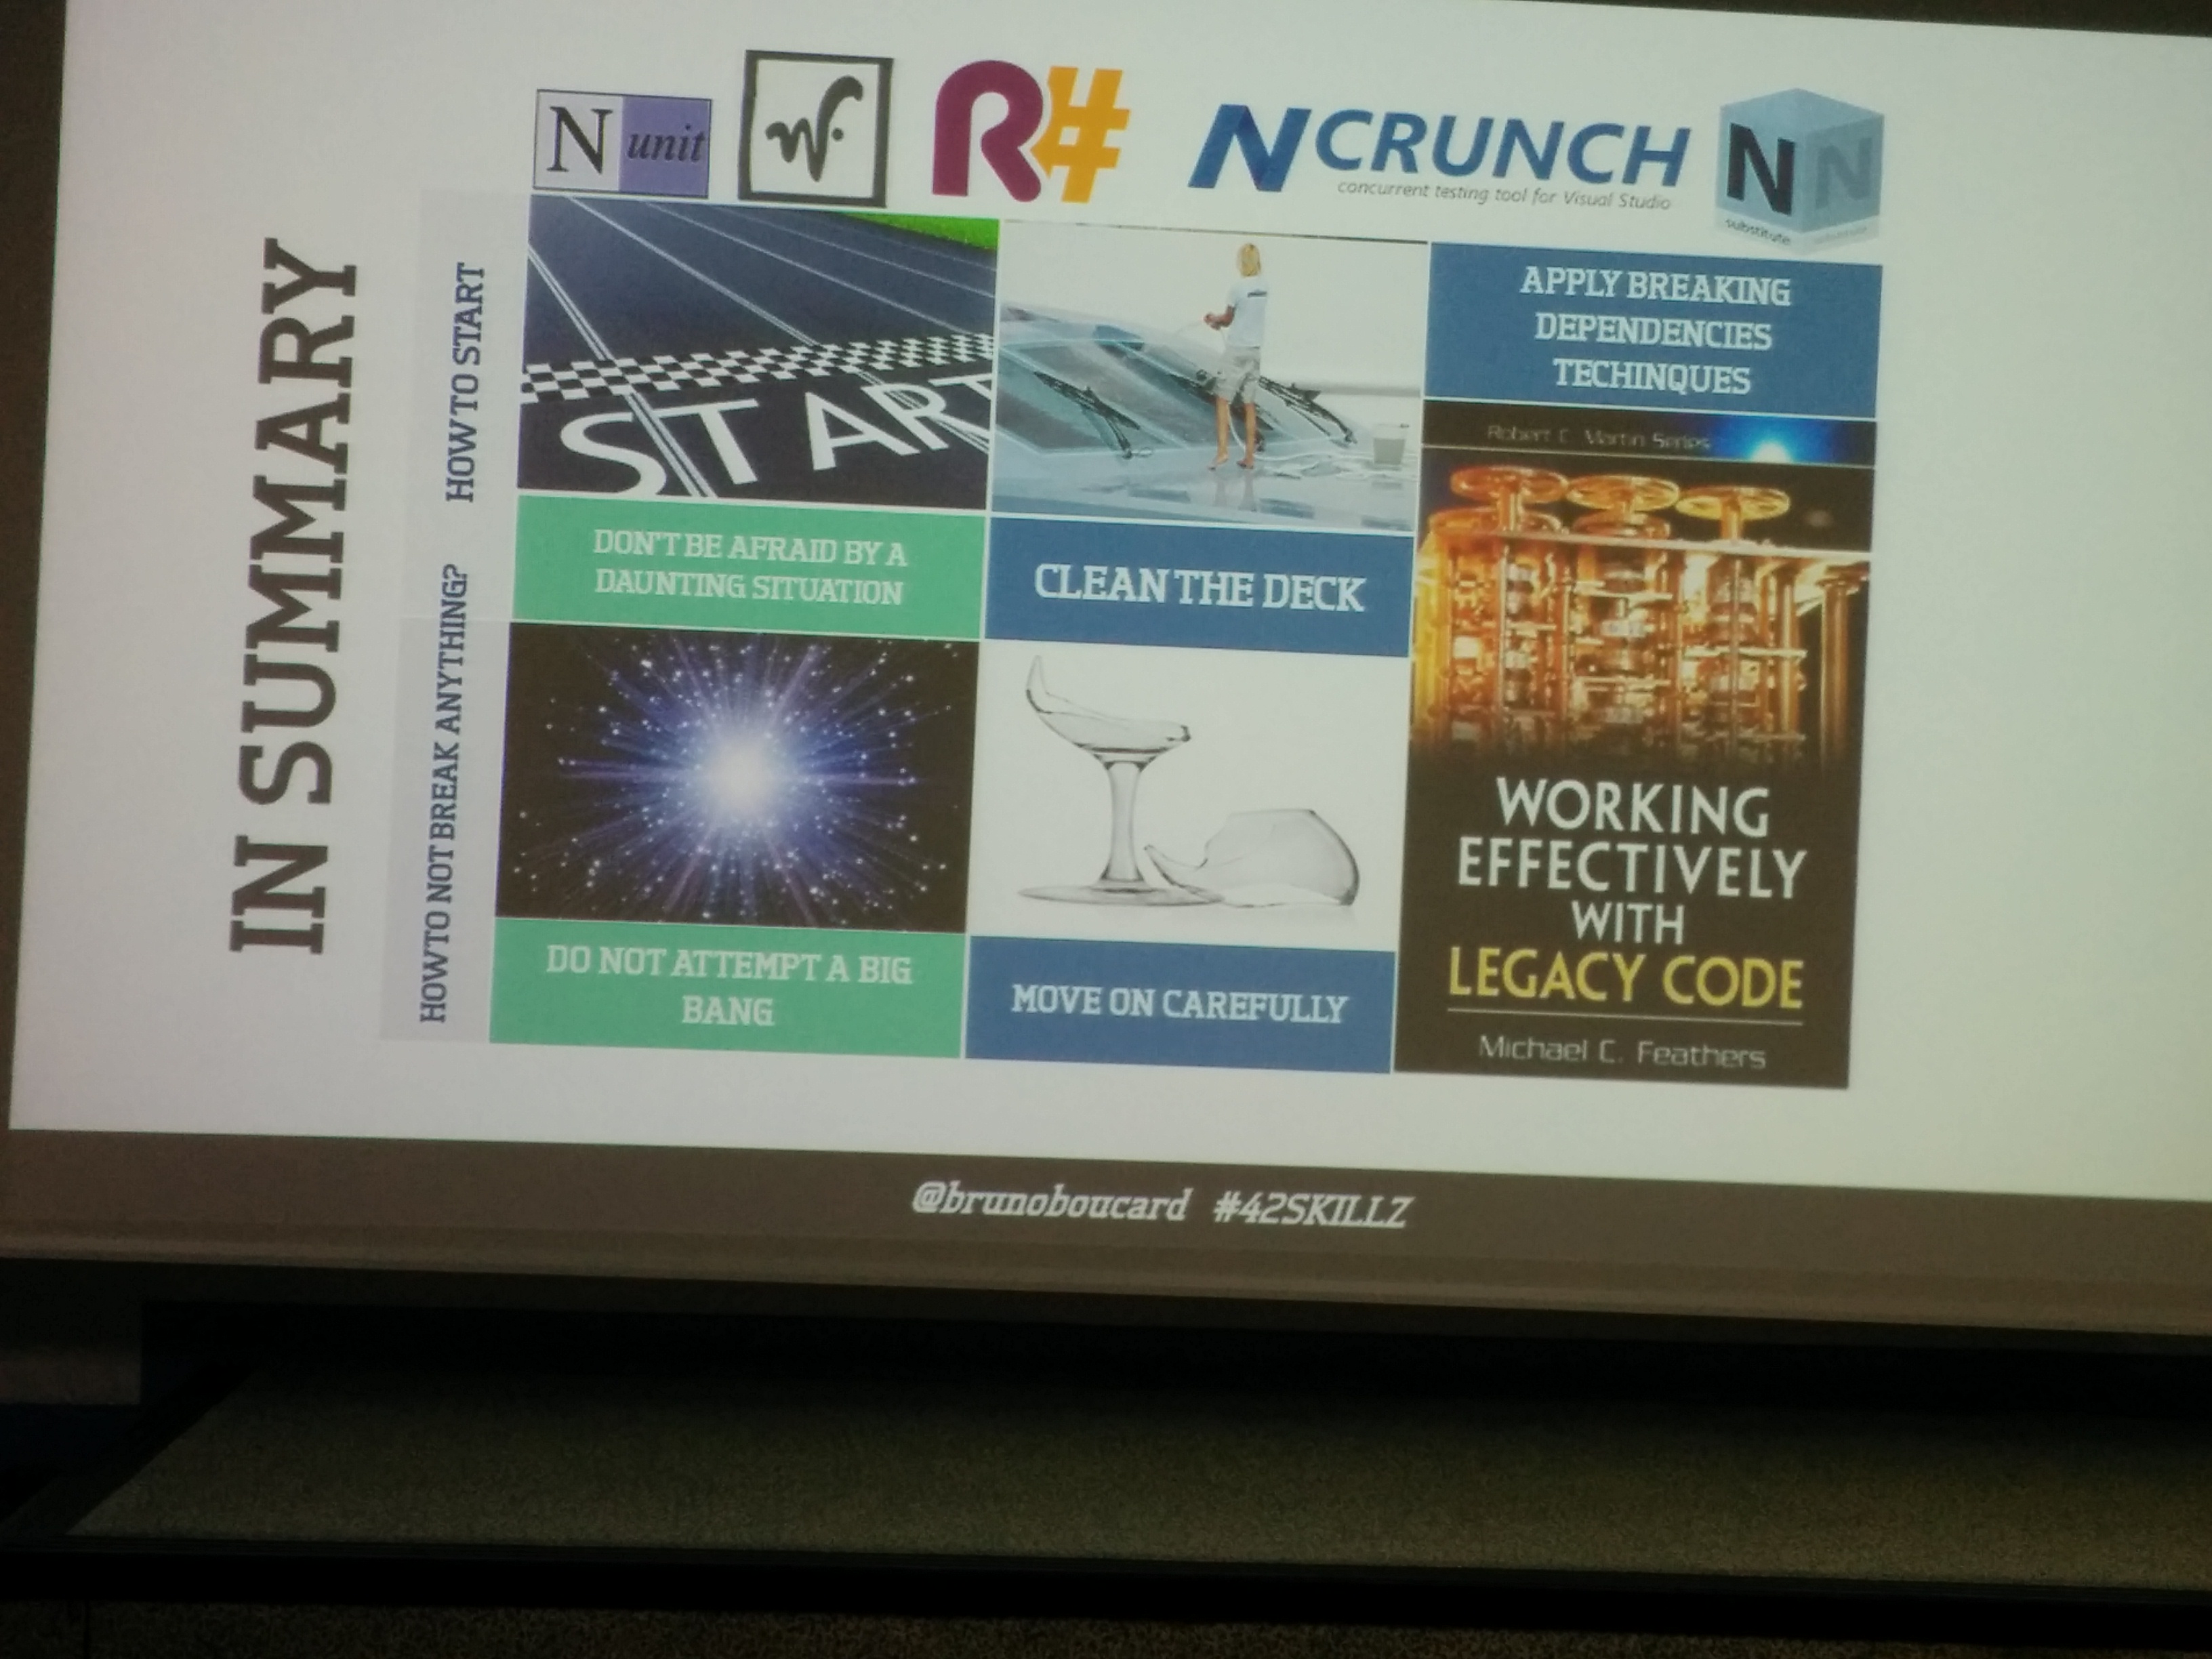 N unit
R#
NCRUNCH
concurrent testing tool for Visual Studio
N N
substitute
IN SUMMARY
HOW TO START
HOW TO NOT BREAK ANYTHING?
START
DON'T BE AFRAID BY A
DAUNTING SITUATION
CLEAN THE DECK
APPLY BREAKING
DEPENDENCIES
TECHINQUES
Robert C. Martin Series
WORKING
EFFECTIVELY
WITH
LEGACY CODE
Michael C. Feathers
DO NOT ATTEMPT A BIG
BANG
MOVE ON CAREFULLY
@brunoboucard #42SKILLZ